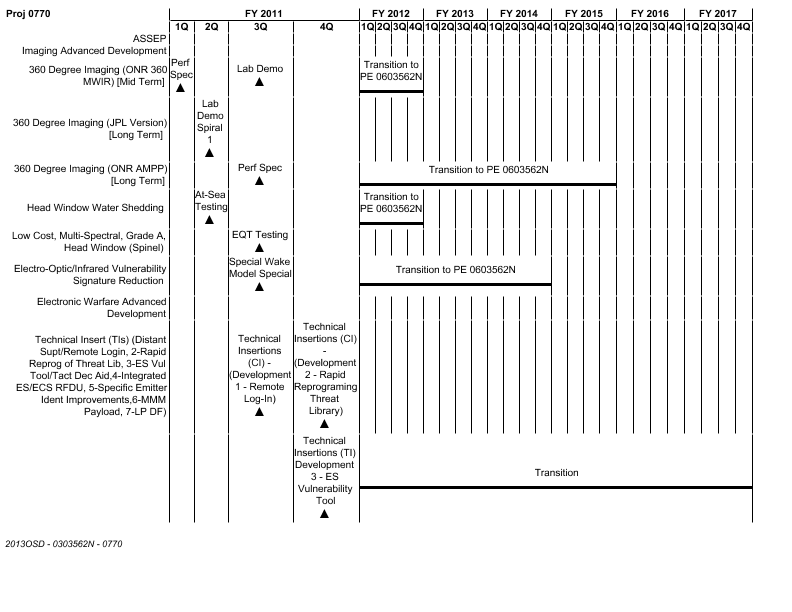 Proj 0770
FY 2011
FY 2012
FY 2013
FY 2014
FY 2015
FY 2016
FY 2017
1Q
2Q
3Q
4Q
1Q 2Q 3Q 4Q 1Q 2Q 3Q 4Q 1Q 2Q 3Q 4Q 1Q 2Q 3Q 4Q 1Q 2Q 3Q 4Q 1Q 2Q 3Q 4Q
ASSEP
Imaging Advanced Development
360 Degree Imaging (ONR 360
MWIR) [Mid Term]
Perf
Spec
Lab Demo
Transition to
PE 0603562N
360 Degree Imaging (JPL Version)
[Long Term]
Lab
Demo
Spiral
1
360 Degree Imaging (ONR AMPP)
[Long Term]
Perf Spec
Transition to PE 0603562N
Head Window Water Shedding
At-Sea
Testing
Transition to
PE 0603562N
Low Cost, Multi-Spectral, Grade A,
Head Window (Spinel)
EQT Testing
Electro-Optic/Infrared Vulnerability
Signature Reduction
Special Wake
Model Special
Transition to PE 0603562N
Electronic Warfare Advanced
Development
Technical Insert (TIs) (Distant
Supt/Remote Login, 2-Rapid
Reprog of Threat Lib, 3-ES Vul
Tool/Tact Dec Aid,4-Integrated
ES/ECS RFDU, 5-Specific Emitter
Ident Improvements,6-MMM
Payload, 7-LP DF)
Technical
Insertions
(CI) -
(Development
1 - Remote
Log-In)
Technical
Insertions (CI)
-
(Development
2 - Rapid
Reprograming
Threat
Library)
Technical
Insertions (TI)
Development
3 - ES
Vulnerability
Tool
Transition
2013OSD - 0303562N - 0770